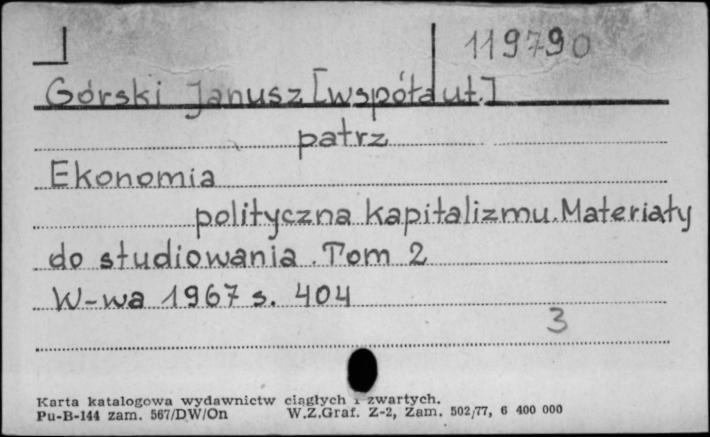 119790
Górski Janusz [współaut.]
patrz
Ekonomia
polityczna kapitalizmu. Materiały
do studiowania. Tom 2
W-wa 1967 s. 404
3
Karta katalogowa wydawnictw ciągłych i zwartych.
Pu-B-144 zam. 567/DW/On W.Z.Graf. Z-2, Zam. 502/77, 6 400 000